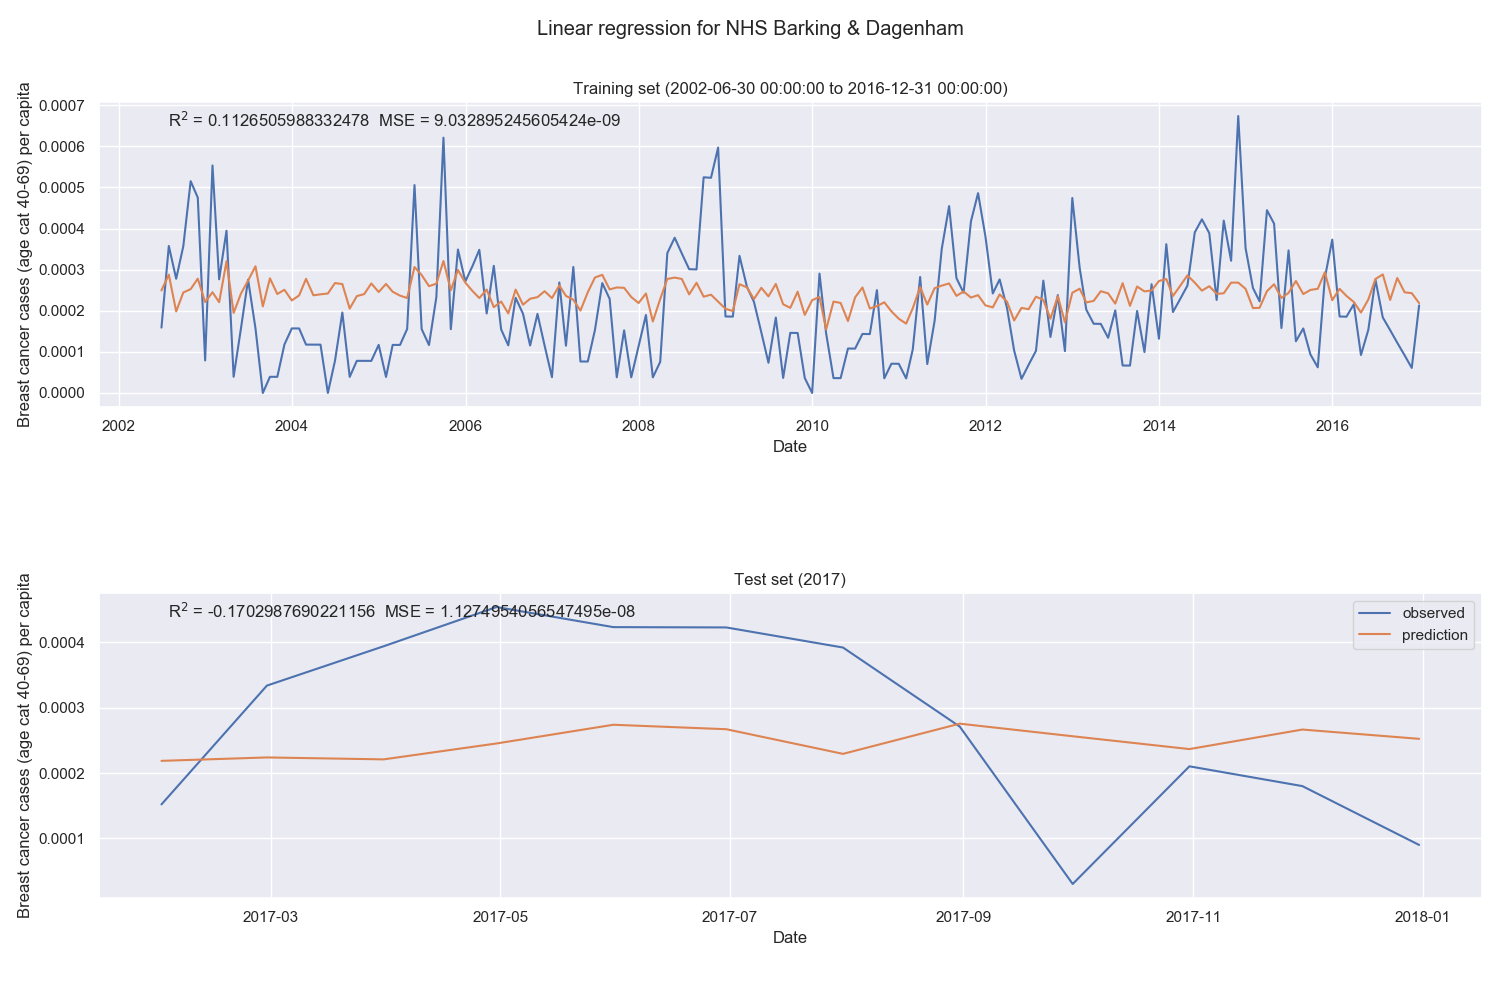 Linear regression for NHS Barking & Dagenham
Training set (2002-06-30 00:00:00 to 2016-12-31 00:00:00)
R² = 0.1126505988332478 MSE = 9.032895245605424e-09
Breast cancer cases (age cat 40-69) per capita
0.0007
0.0006
0.0005
0.0004
0.0003
0.0002
0.0001
0.0000
2002 2004 2006 2008 2010 2012 2014 2016
Date
Test set (2017)
R² = -0.1702987690221156 MSE = 1.1274954056547495e-08
observed
prediction
Breast cancer cases (age cat 40-69) per capita
0.0004
0.0003
0.0002
0.0001
2017-03 2017-05 2017-07 2017-09 2017-11 2018-01
Date